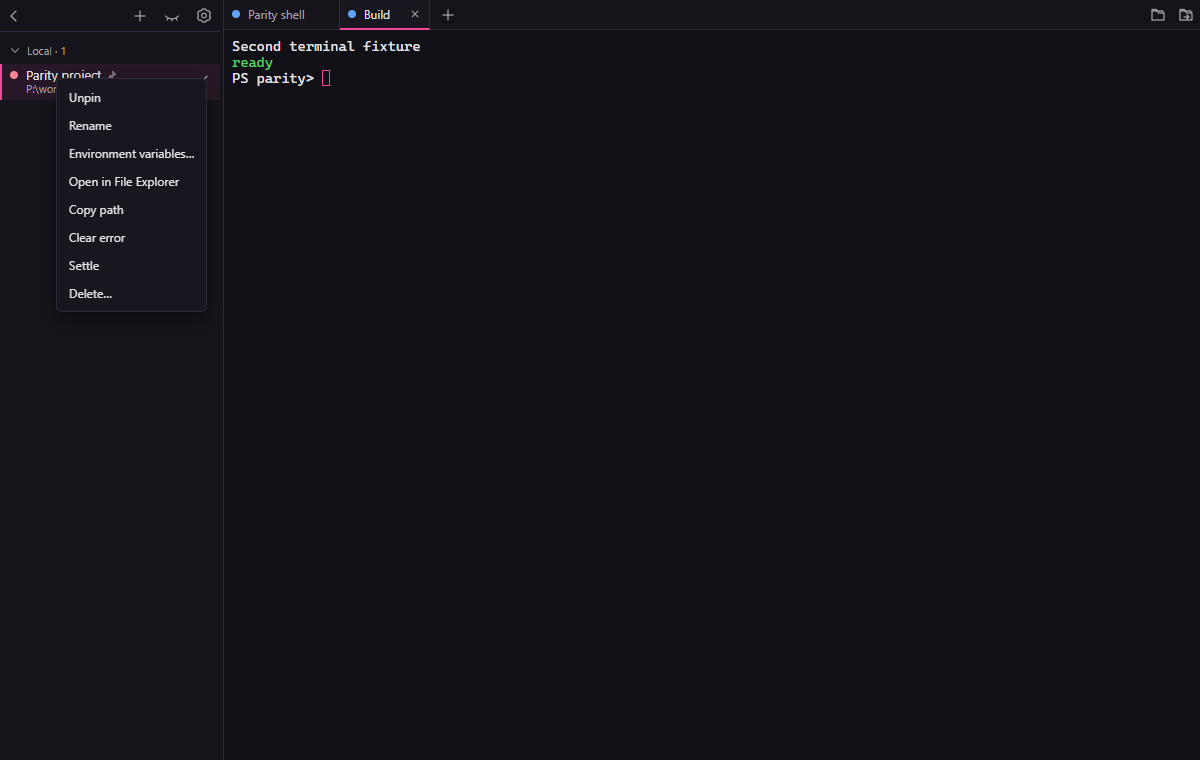 Parity shell
Build
Local · 1
Parity project
P:\wor
Unpin
Rename
Environment variables...
Open in File Explorer
Copy path
Clear error
Settle
Delete...
Second terminal fixture
ready
PS parity>